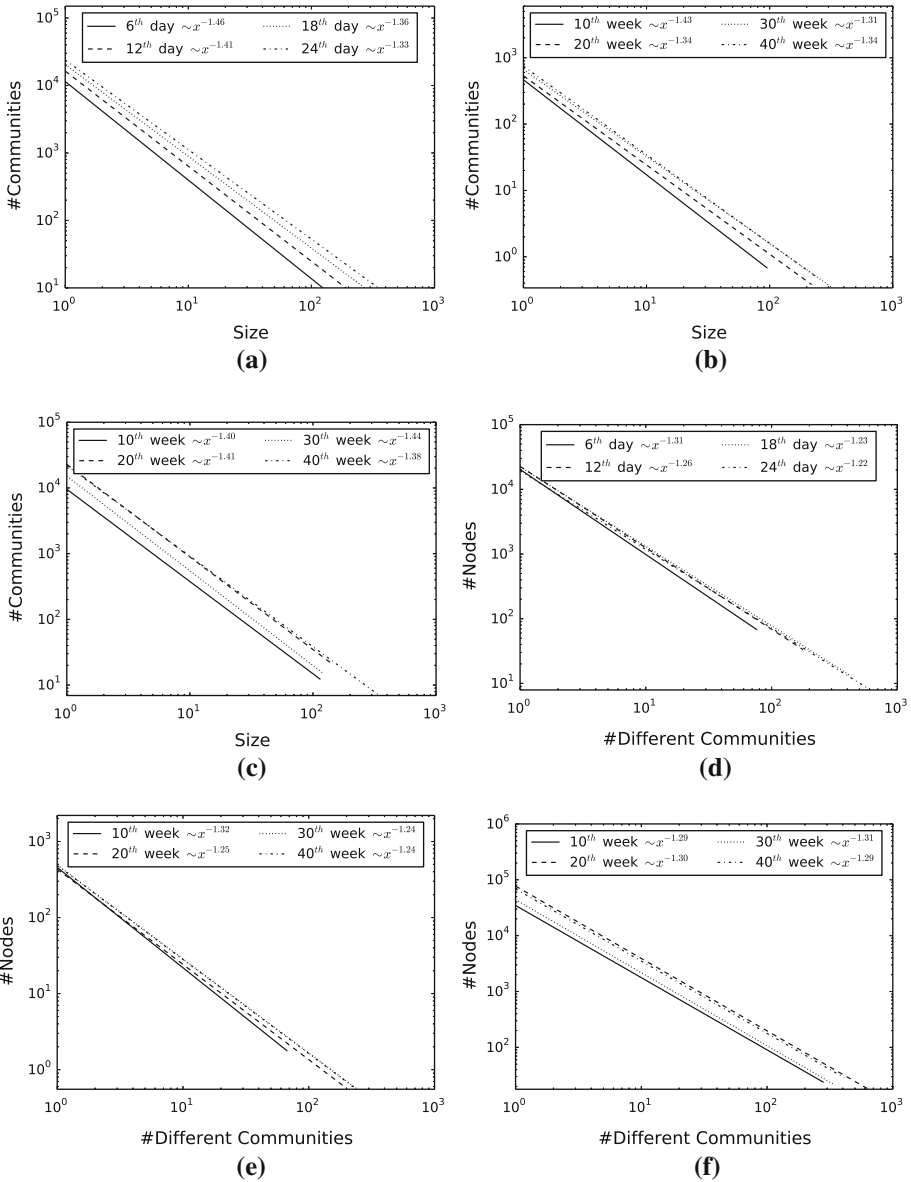 6^th day ~x^−1.46 18^th day ~x^−1.36
12^th day ~x^−1.41 24^th day ~x^−1.33
10^5
10^4
10^3
10^2
10^1
#Communities
10^0 10^1 10^2 10^3
Size
(a)
10^th week ~x^−1.43 30^th week ~x^−1.31
20^th week ~x^−1.34 40^th week ~x^−1.34
10^3
10^2
10^1
10^0
#Communities
10^0 10^1 10^2 10^3
Size
(b)
10^th week ~x^−1.40 30^th week ~x^−1.44
20^th week ~x^−1.41 40^th week ~x^−1.38
10^5
10^4
10^3
10^2
10^1
#Communities
10^0 10^1 10^2 10^3
Size
(c)
6^th day ~x^−1.31 18^th day ~x^−1.23
12^th day ~x^−1.26 24^th day ~x^−1.22
10^5
10^4
10^3
10^2
10^1
#Nodes
10^0 10^1 10^2 10^3
#Different Communities
(d)
10^th week ~x^−1.32 30^th week ~x^−1.24
20^th week ~x^−1.25 40^th week ~x^−1.24
10^3
10^2
10^1
10^0
#Nodes
10^0 10^1 10^2 10^3
#Different Communities
(e)
10^th week ~x^−1.29 30^th week ~x^−1.31
20^th week ~x^−1.30 40^th week ~x^−1.29
10^6
10^5
10^4
10^3
10^2
#Nodes
10^0 10^1 10^2 10^3
#Different Communities
(f)